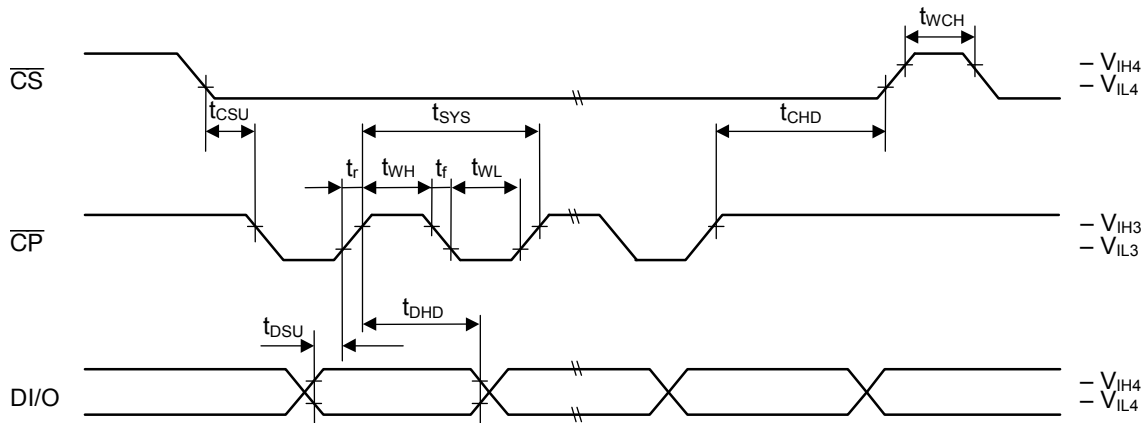 tWCH
CS
– VIH4
– VIL4
tCSU
tSYS
tCHD
tr
tWH
tf
tWL
CP
– VIH3
– VIL3
tDSU
tDHD
DI/O
– VIH4
– VIL4